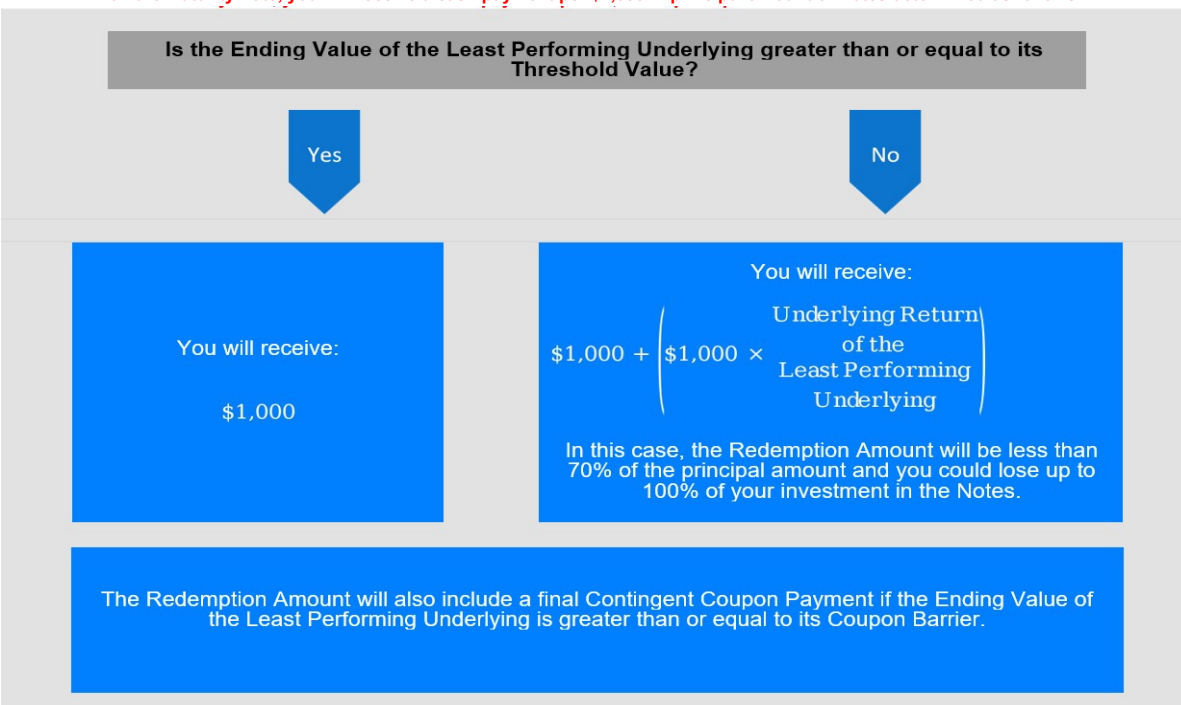 Is the Ending Value of the Least Performing Underlying greater than or equal to its
Threshold Value?
Yes
No
You will receive:
$1,000
You will receive:
$1,000 + ($1,000 × Underlying Return
of the
Least Performing
Underlying)
In this case, the Redemption Amount will be less than
70% of the principal amount and you could lose up to
100% of your investment in the Notes.
The Redemption Amount will also include a final Contingent Coupon Payment if the Ending Value of
the Least Performing Underlying is greater than or equal to its Coupon Barrier.